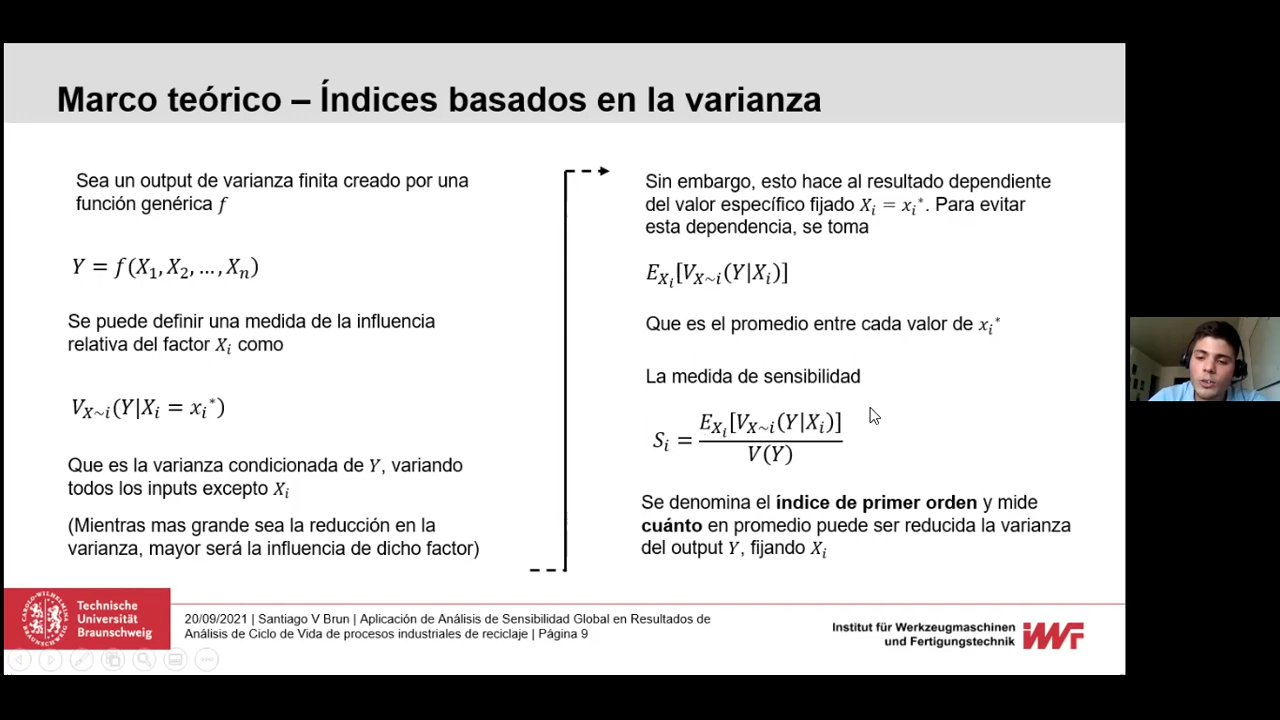 Marco teórico – Índices basados en la varianza
Sea un output de varianza finita creado por una
función genérica f
Y = f(X₁, X₂, ..., Xₙ)
Se puede definir una medida de la influencia
relativa del factor Xᵢ como
V_{X~i}(Y|Xᵢ = xᵢ*)
Que es la varianza condicionada de Y, variando
todos los inputs excepto Xᵢ
(Mientras mas grande sea la reducción en la
varianza, mayor será la influencia de dicho factor)
Sin embargo, esto hace al resultado dependiente
del valor específico fijado Xᵢ = xᵢ*. Para evitar
esta dependencia, se toma
E_{Xᵢ}[V_{X~i}(Y|Xᵢ)]
Que es el promedio entre cada valor de xᵢ*
La medida de sensibilidad
Sᵢ = E_{Xᵢ}[V_{X~i}(Y|Xᵢ)] / V(Y)
Se denomina el índice de primer orden y mide
cuánto en promedio puede ser reducida la varianza
del output Y, fijando Xᵢ
Technische
Universität
Braunschweig
20/09/2021 | Santiago V Brun | Aplicación de Análisis de Sensibilidad Global en Resultados de
Análisis de Ciclo de Vida de procesos industriales de reciclaje | Página 9
Institut für Werkzeugmaschinen
und Fertigungstechnik
iWF